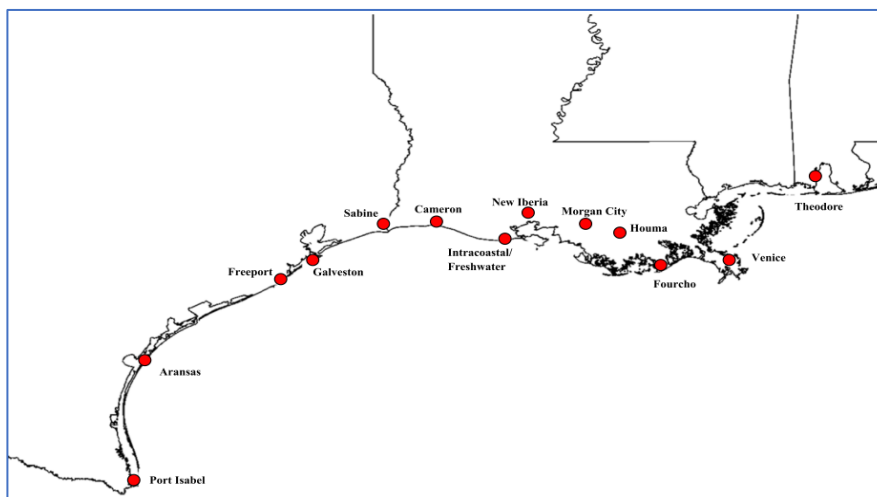 Theodore
New Iberia
Morgan City
Cameron
Sabine
Houma
Intracoastal/
Freshwater
Venice
Galveston
Freeport
Fourcho
Aransas
Port Isabel